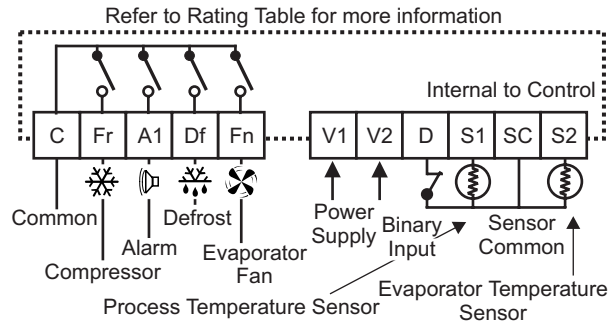 Refer to Rating Table for more information
Internal to Control
C Fr A1 Df Fn V1 V2 D S1 SC S2
Common
Compressor
Alarm
Defrost
Evaporator
Fan
Power
Supply
Binary
Input
Sensor
Common
Process Temperature Sensor
Evaporator Temperature
Sensor